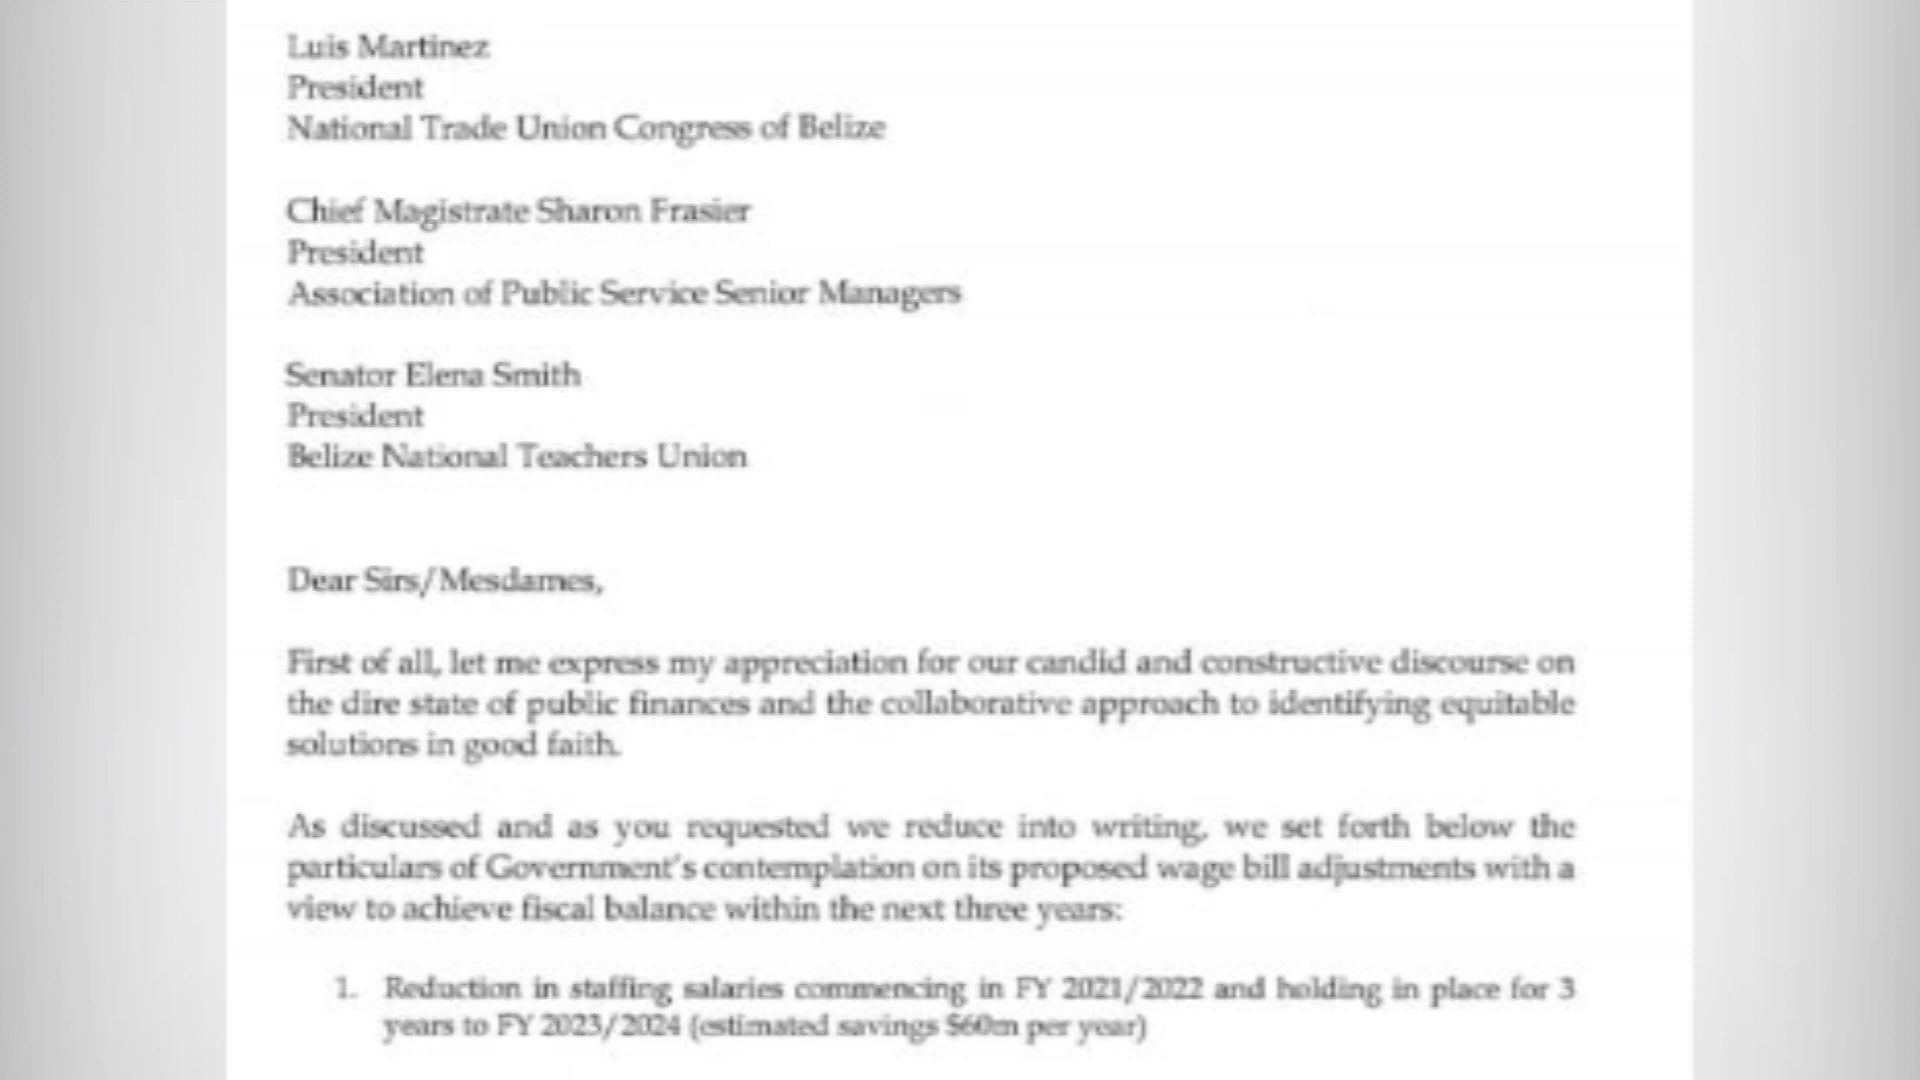 Luis Martinez
President
National Trade Union Congress of Belize
Chief Magistrate Sharon Frasier
President
Association of Public Service Senior Managers
Senator Elena Smith
President
Belize National Teachers Union
Dear Sirs/Mesdames,
First of all, let me express my appreciation for our candid and constructive discourse on
the dire state of public finances and the collaborative approach to identifying equitable
solutions in good faith.
As discussed and as you requested we reduce into writing, we set forth below the
particulars of Government's contemplation on its proposed wage bill adjustments with a
view to achieve fiscal balance within the next three years:
1. Reduction in staffing salaries commencing in FY 2021/2022 and holding in place for 3
years to FY 2023/2024 (estimated savings $60m per year)